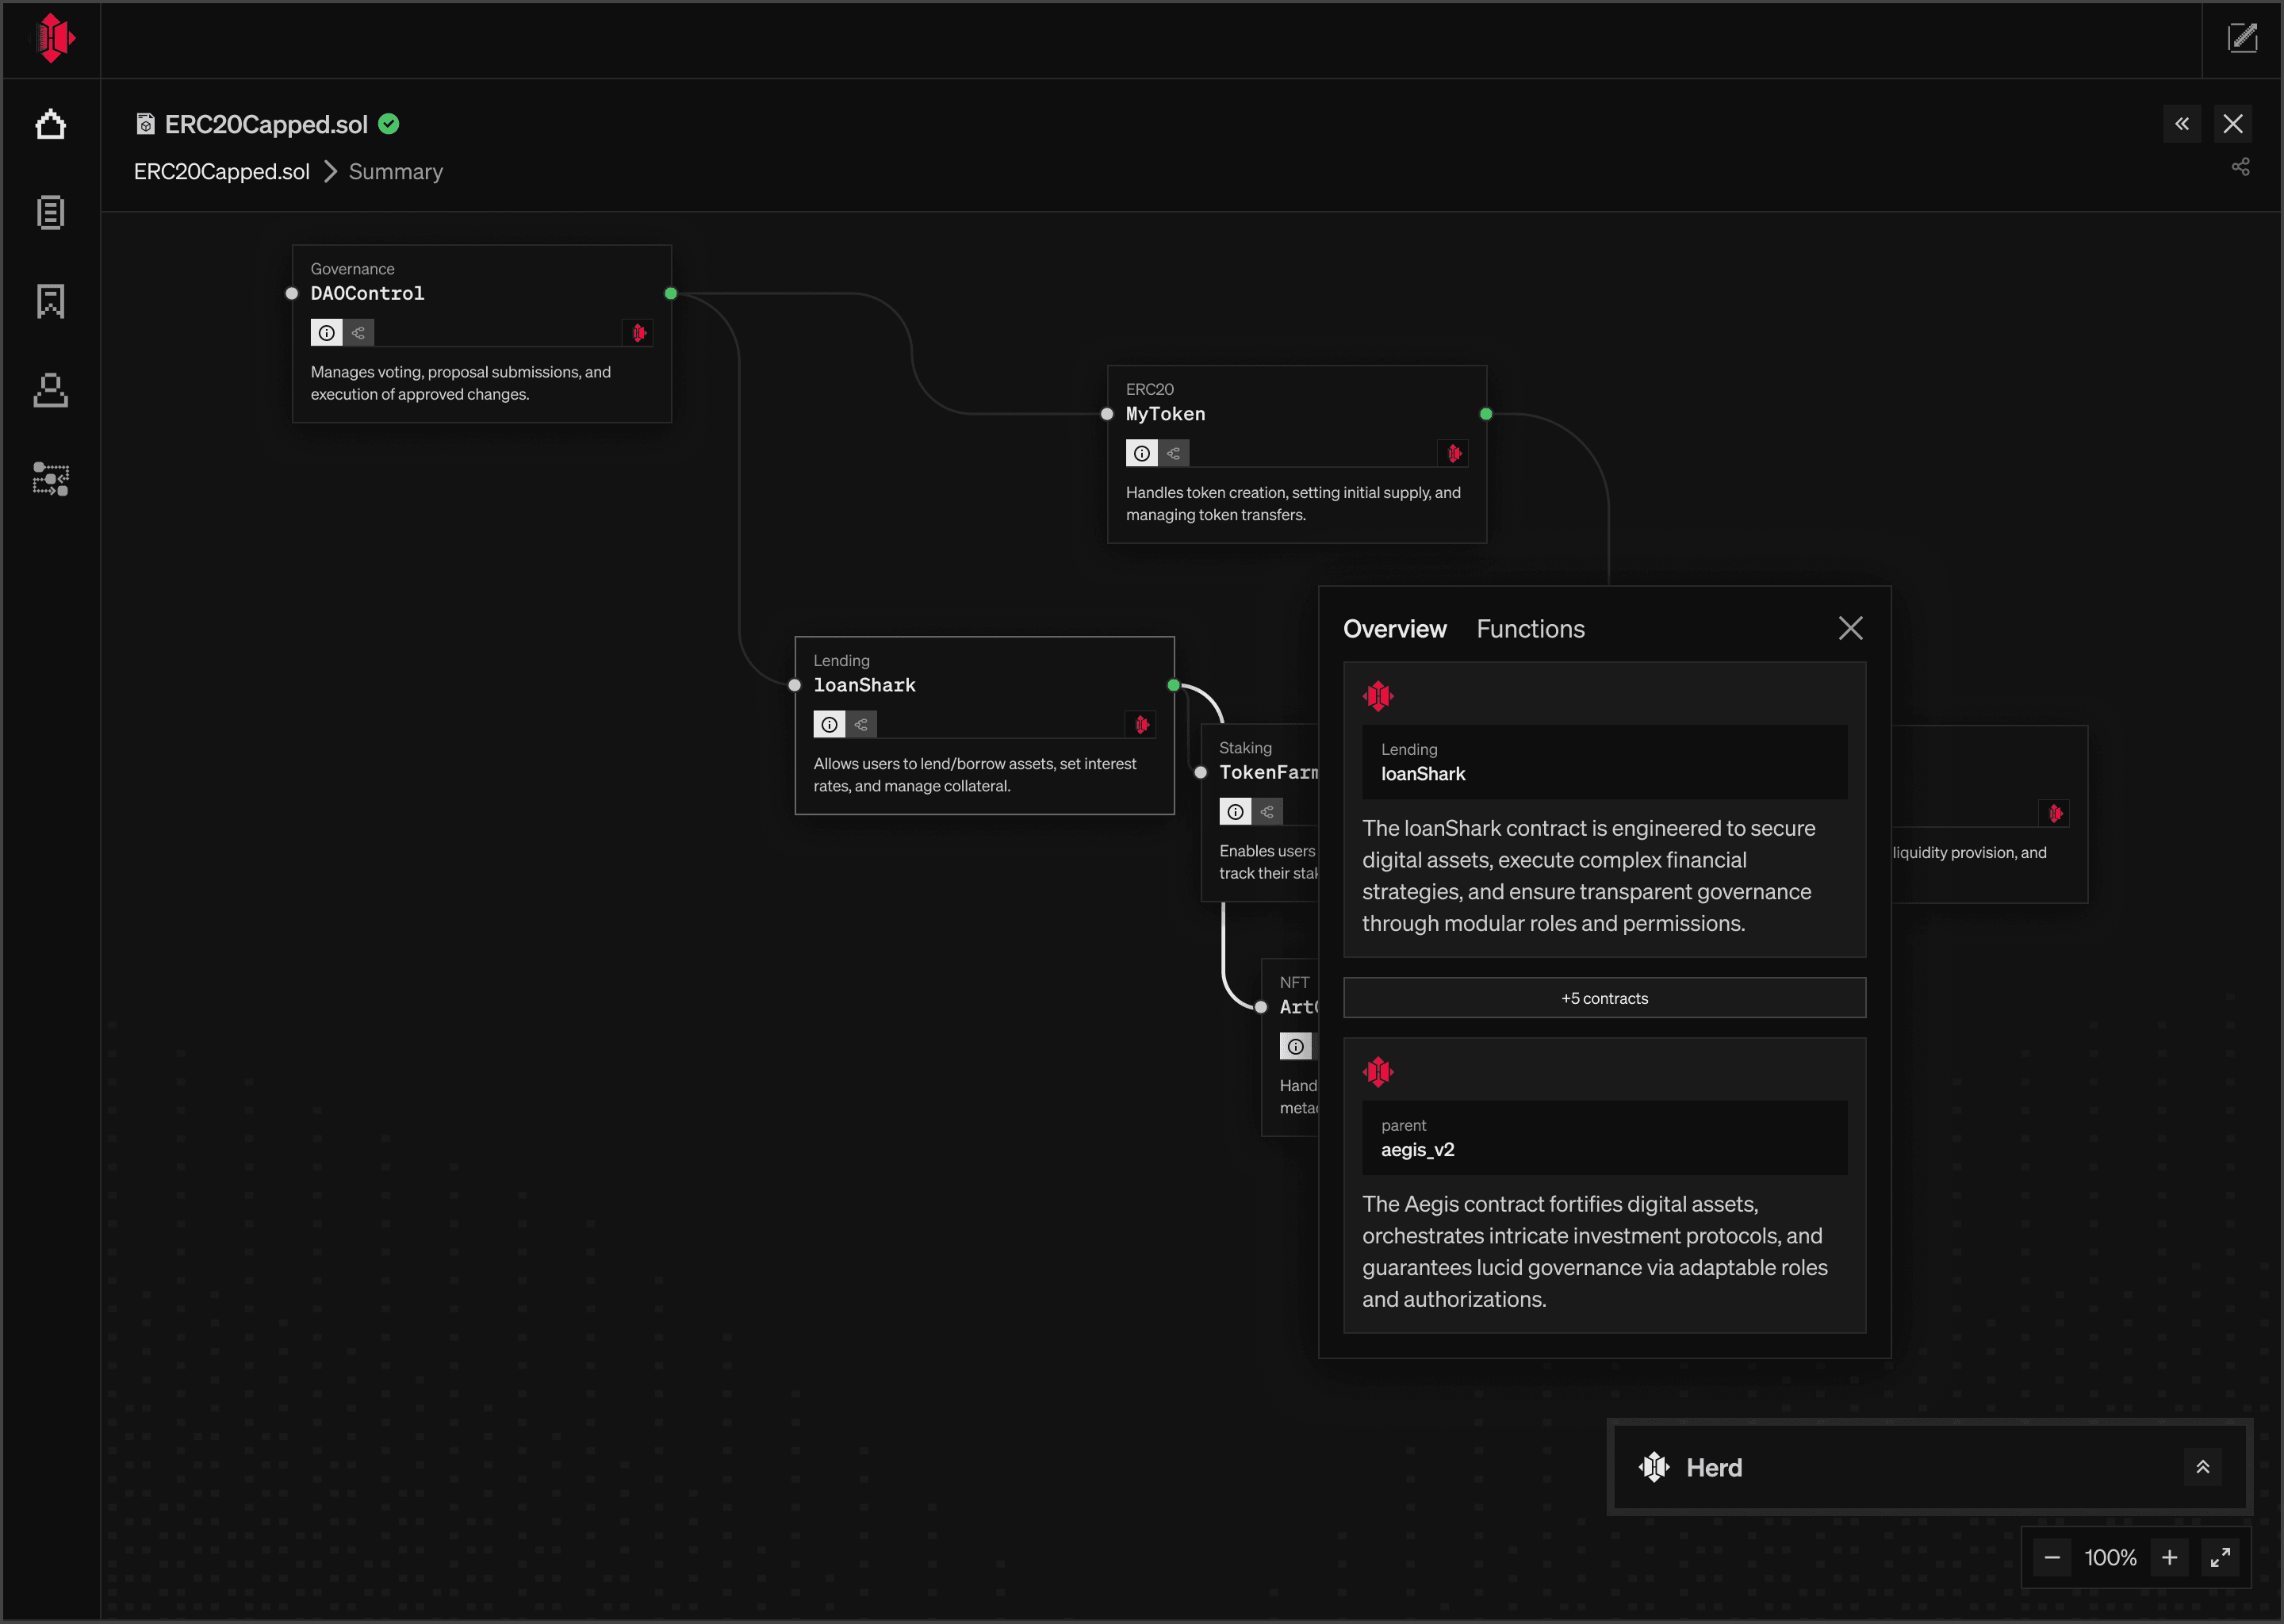 ERC20Capped.sol
ERC20Capped.sol
Summary
Governance
DAOControl
Manages voting, proposal submissions, and
execution of approved changes.
ERC20
MyToken
Handles token creation, setting initial supply, and
managing token transfers.
Lending
loanShark
Allows users to lend/borrow assets, set interest
rates, and manage collateral.
Staking
TokenFarm
Enables users
track their
NFT
liquidity provision, and
Overview
Functions
Lending
loanShark
The loanShark contract is engineered to secure
digital assets, execute complex financial
strategies, and ensure transparent governance
through modular roles and permissions.
+5 contracts
parent
aegis_v2
The Aegis contract fortifies digital assets,
orchestrates intricate investment protocols, and
guarantees lucid governance via adaptable roles
and authorizations.
Herd
100%